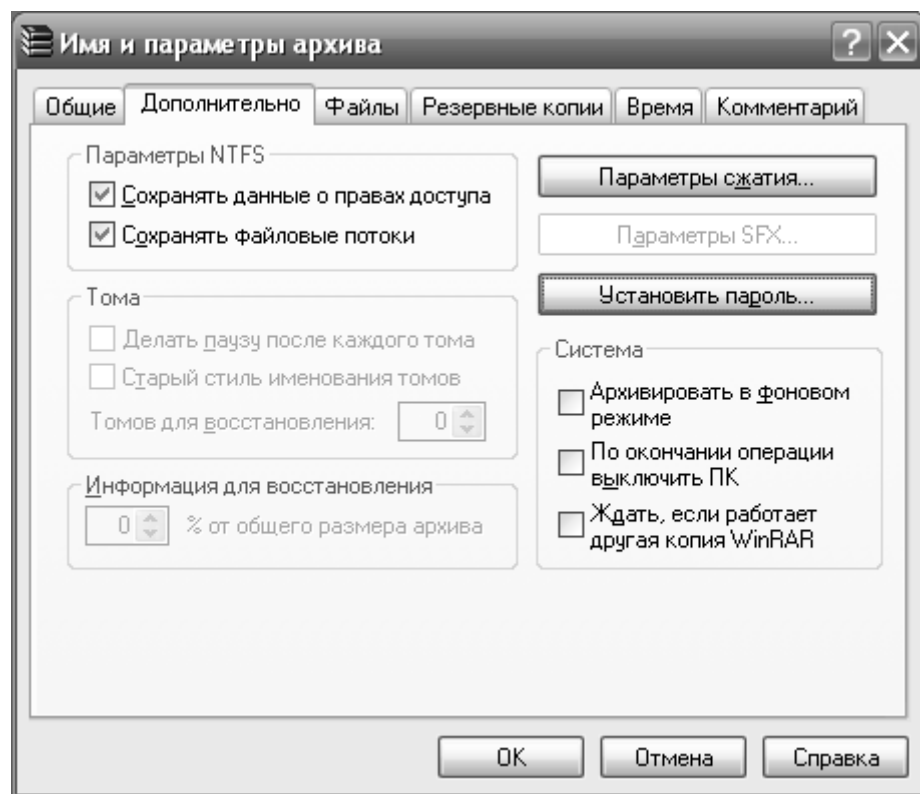 Имя и параметры архива
Общие Дополнительно Файлы Резервные копии Время Комментарий
Параметры NTFS
Сохранять данные о правах доступа
Сохранять файловые потоки
Параметры сжатия...
Параметры SFX...
Установить пароль...
Тома
Делать паузу после каждого тома
Старый стиль именования томов
Томов для восстановления: 0
Информация для восстановления
0 % от общего размера архива
Система
Архивировать в фоновом
режиме
По окончании операции
выключить ПК
Ждать, если работает
другая копия WinRAR
OK Отмена Справка